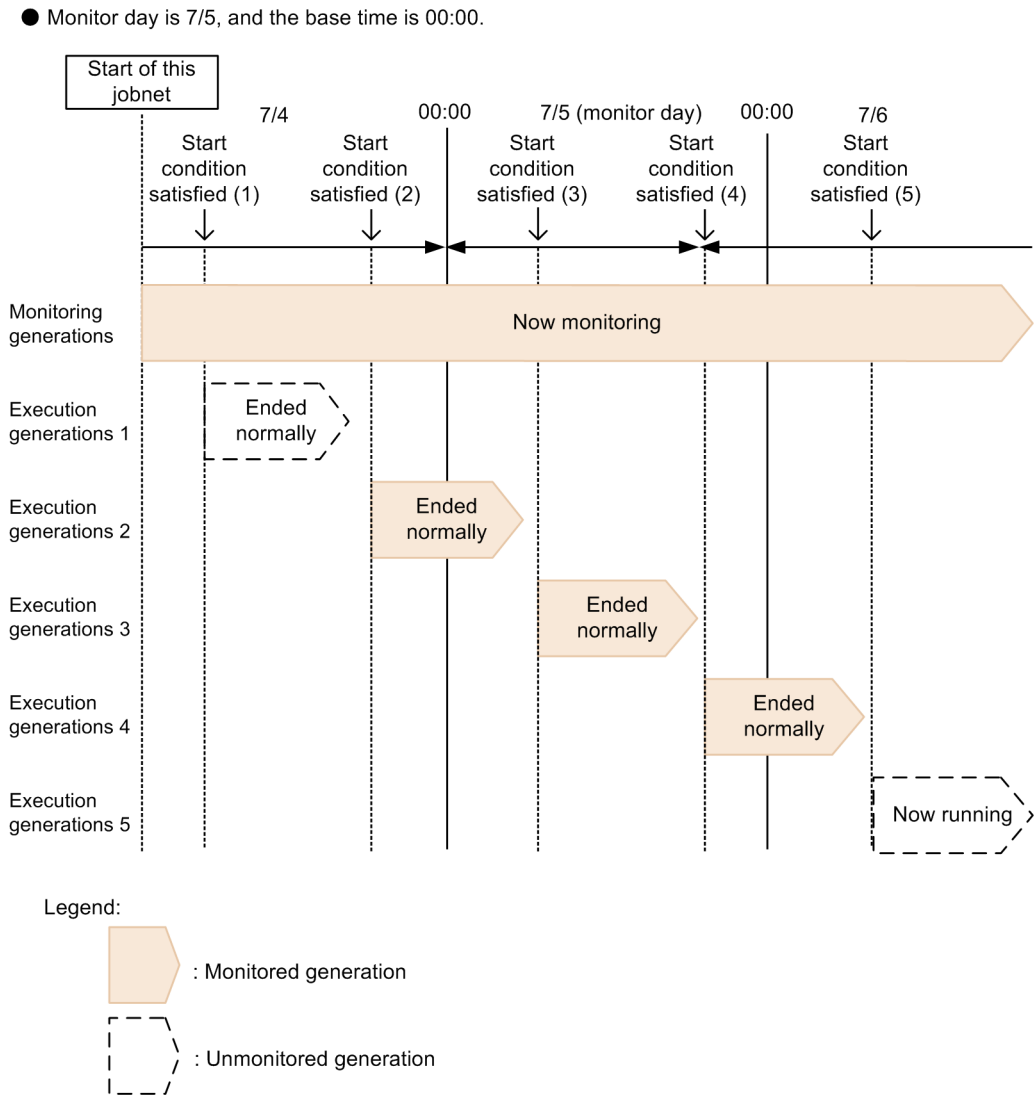 ● Monitor day is 7/5, and the base time is 00:00.
Start of this
jobnet
7/4
00:00
7/5 (monitor day)
00:00
7/6
Start
condition
satisfied (1)
Start
condition
satisfied (2)
Start
condition
satisfied (3)
Start
condition
satisfied (4)
Start
condition
satisfied (5)
Monitoring
generations
Now monitoring
Execution
generations 1
Ended
normally
Execution
generations 2
Ended
normally
Execution
generations 3
Ended
normally
Execution
generations 4
Ended
normally
Execution
generations 5
Now running
Legend:
: Monitored generation
: Unmonitored generation